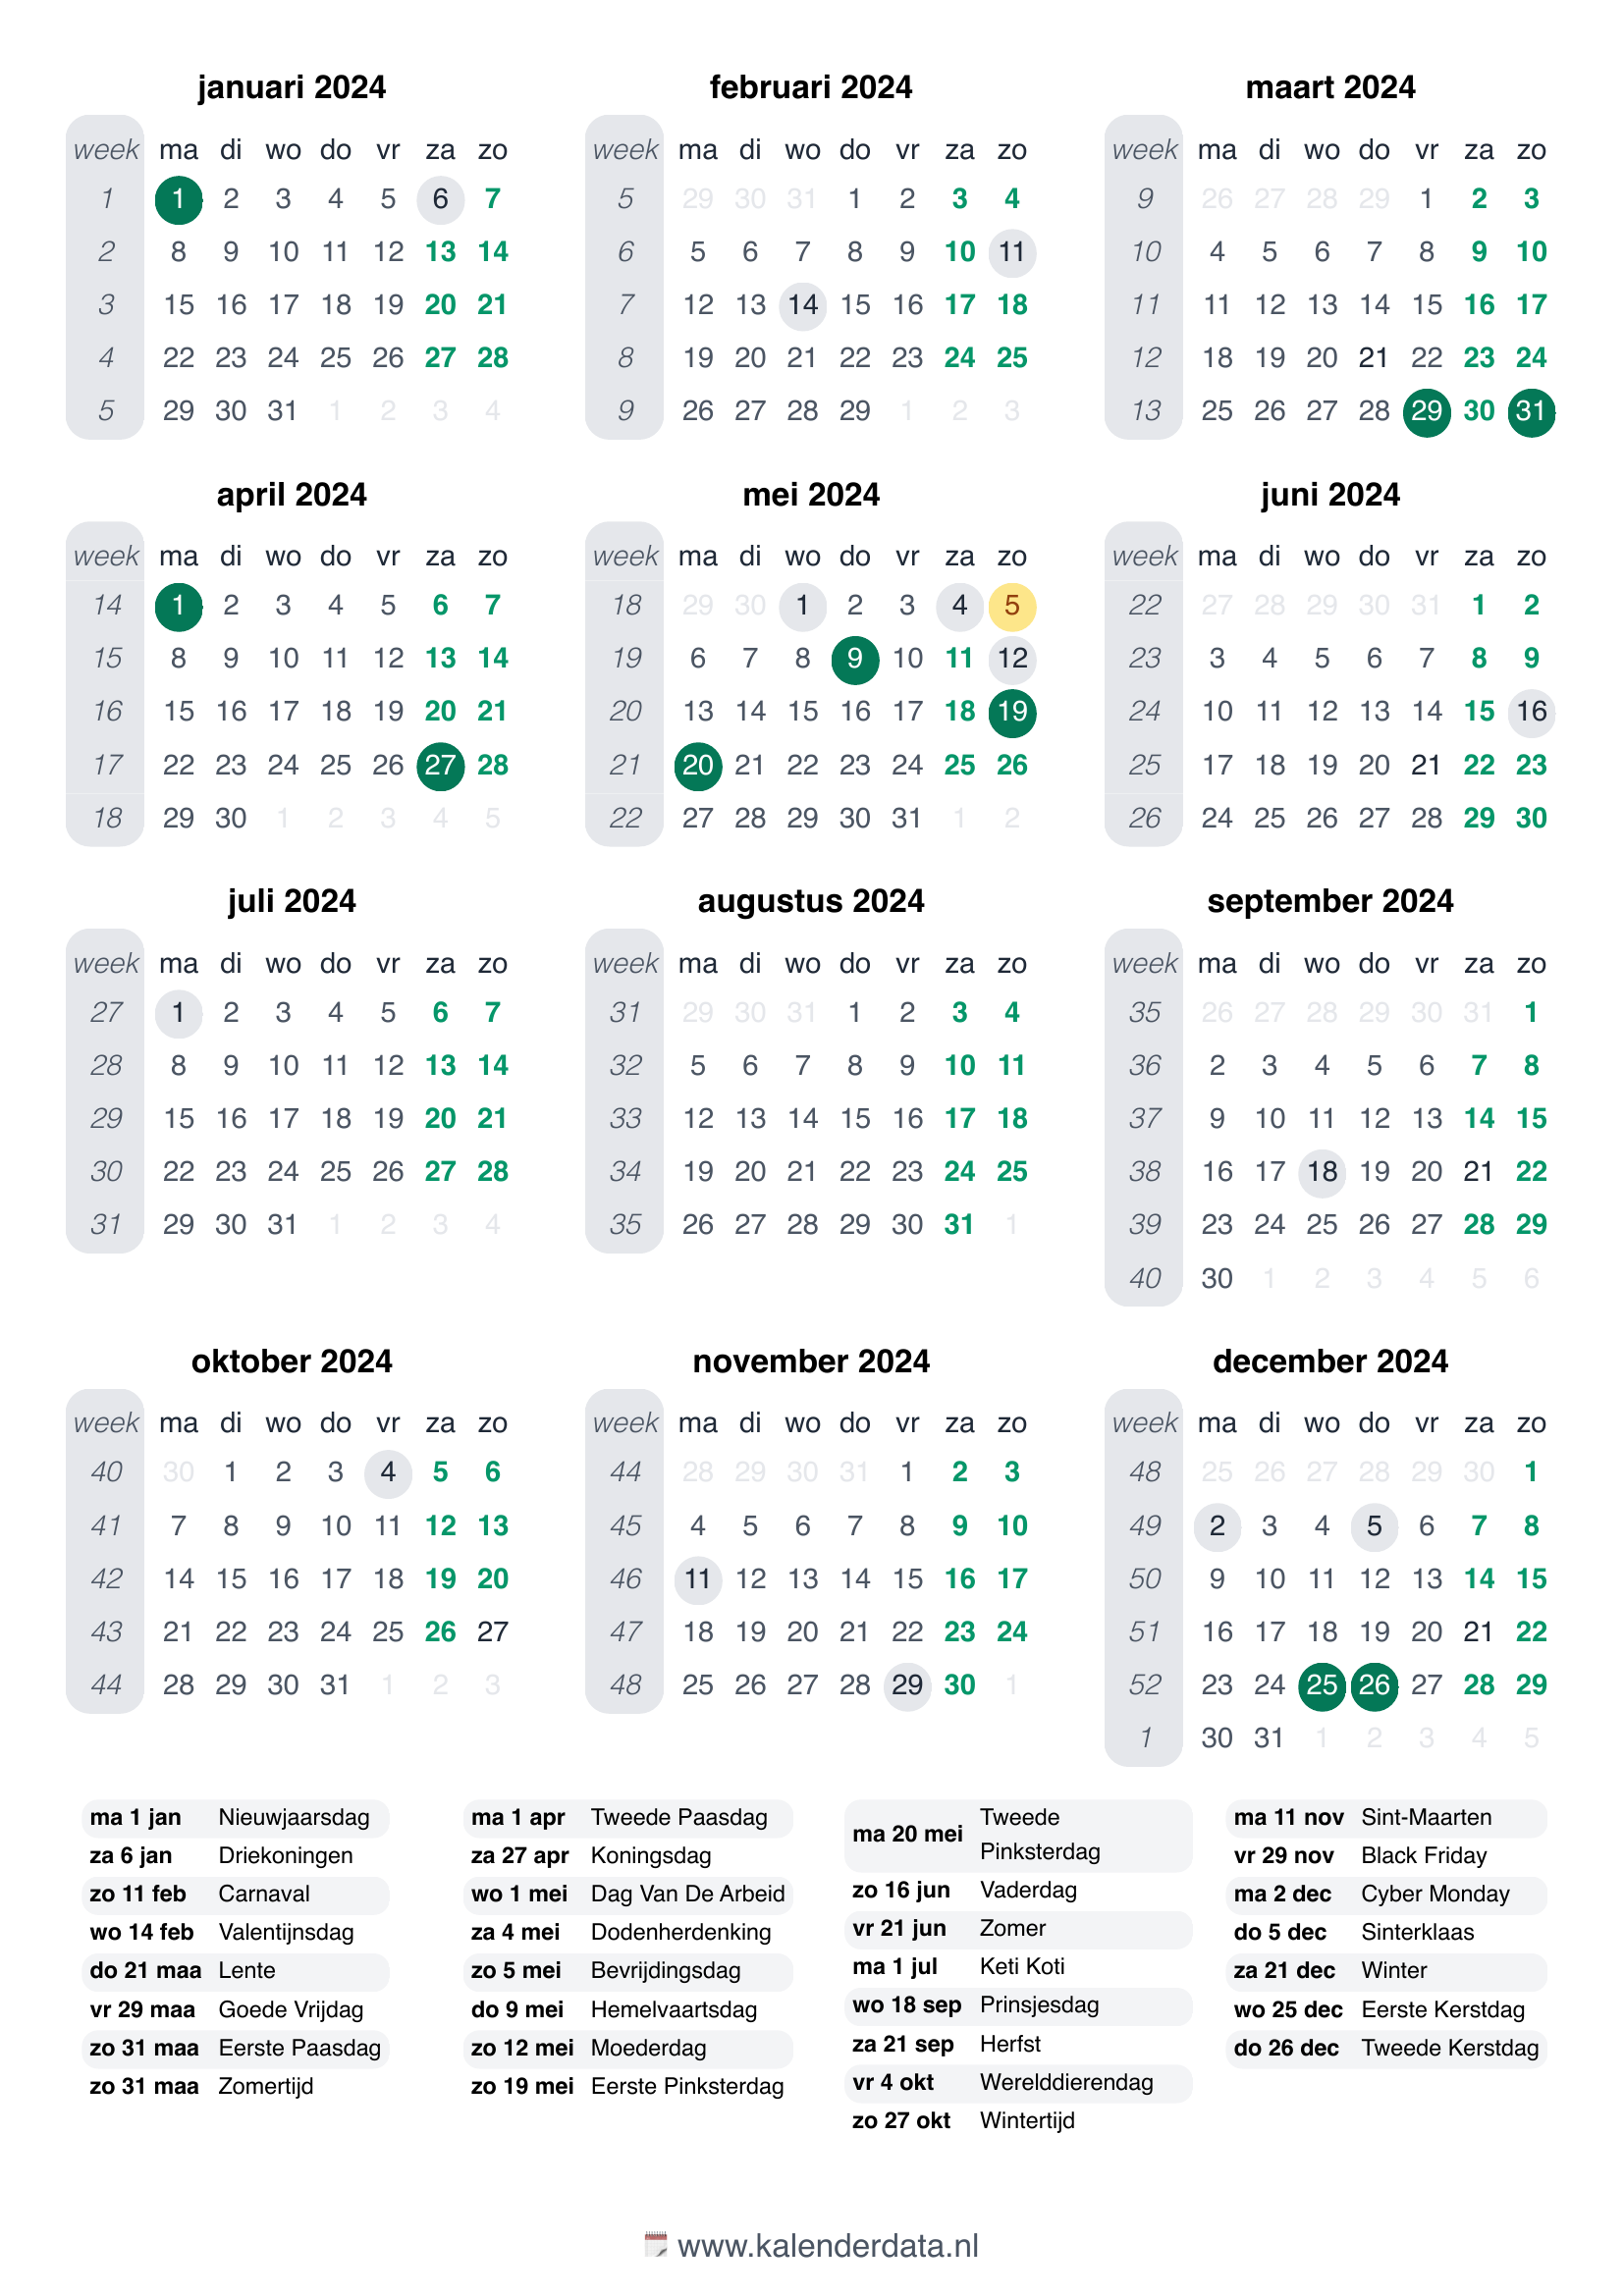 januari 2024
week ma di wo do vr za zo
1 1 2 3 4 5 6 7
2 8 9 10 11 12 13 14
3 15 16 17 18 19 20 21
4 22 23 24 25 26 27 28
5 29 30 31 1 2 3 4
februari 2024
week ma di wo do vr za zo
5 29 30 31 1 2 3 4
6 5 6 7 8 9 10 11
7 12 13 14 15 16 17 18
8 19 20 21 22 23 24 25
9 26 27 28 29 1 2 3
maart 2024
week ma di wo do vr za zo
9 26 27 28 29 1 2 3
10 4 5 6 7 8 9 10
11 11 12 13 14 15 16 17
12 18 19 20 21 22 23 24
13 25 26 27 28 29 30 31
april 2024
week ma di wo do vr za zo
14 1 2 3 4 5 6 7
15 8 9 10 11 12 13 14
16 15 16 17 18 19 20 21
17 22 23 24 25 26 27 28
18 29 30 1 2 3 4 5
mei 2024
week ma di wo do vr za zo
18 29 30 1 2 3 4 5
19 6 7 8 9 10 11 12
20 13 14 15 16 17 18 19
21 20 21 22 23 24 25 26
22 27 28 29 30 31 1 2
juni 2024
week ma di wo do vr za zo
22 27 28 29 30 31 1 2
23 3 4 5 6 7 8 9
24 10 11 12 13 14 15 16
25 17 18 19 20 21 22 23
26 24 25 26 27 28 29 30
juli 2024
week ma di wo do vr za zo
27 1 2 3 4 5 6 7
28 8 9 10 11 12 13 14
29 15 16 17 18 19 20 21
30 22 23 24 25 26 27 28
31 29 30 31 1 2 3 4
augustus 2024
week ma di wo do vr za zo
31 29 30 31 1 2 3 4
32 5 6 7 8 9 10 11
33 12 13 14 15 16 17 18
34 19 20 21 22 23 24 25
35 26 27 28 29 30 31 1
september 2024
week ma di wo do vr za zo
35 26 27 28 29 30 31 1
36 2 3 4 5 6 7 8
37 9 10 11 12 13 14 15
38 16 17 18 19 20 21 22
39 23 24 25 26 27 28 29
40 30 1 2 3 4 5 6
oktober 2024
week ma di wo do vr za zo
40 30 1 2 3 4 5 6
41 7 8 9 10 11 12 13
42 14 15 16 17 18 19 20
43 21 22 23 24 25 26 27
44 28 29 30 31 1 2 3
november 2024
week ma di wo do vr za zo
44 28 29 30 31 1 2 3
45 4 5 6 7 8 9 10
46 11 12 13 14 15 16 17
47 18 19 20 21 22 23 24
48 25 26 27 28 29 30 1
december 2024
week ma di wo do vr za zo
48 25 26 27 28 29 30 1
49 2 3 4 5 6 7 8
50 9 10 11 12 13 14 15
51 16 17 18 19 20 21 22
52 23 24 25 26 27 28 29
1 30 31 1 2 3 4 5
ma 1 jan Nieuwjaarsdag
za 6 jan Driekoningen
zo 11 feb Carnaval
wo 14 feb Valentijnsdag
do 21 maa Lente
vr 29 maa Goede Vrijdag
zo 31 maa Eerste Paasdag
zo 31 maa Zomertijd
ma 1 apr Tweede Paasdag
za 27 apr Koningsdag
wo 1 mei Dag Van De Arbeid
za 4 mei Dodenherdenking
zo 5 mei Bevrijdingsdag
do 9 mei Hemelvaartsdag
zo 12 mei Moederdag
zo 19 mei Eerste Pinksterdag
ma 20 mei Tweede
Pinksterdag
zo 16 jun Vaderdag
vr 21 jun Zomer
ma 1 jul Keti Koti
wo 18 sep Prinsjesdag
za 21 sep Herfst
vr 4 okt Werelddierendag
zo 27 okt Wintertijd
ma 11 nov Sint-Maarten
vr 29 nov Black Friday
ma 2 dec Cyber Monday
do 5 dec Sinterklaas
za 21 dec Winter
wo 25 dec Eerste Kerstdag
do 26 dec Tweede Kerstdag
www.kalenderdata.nl